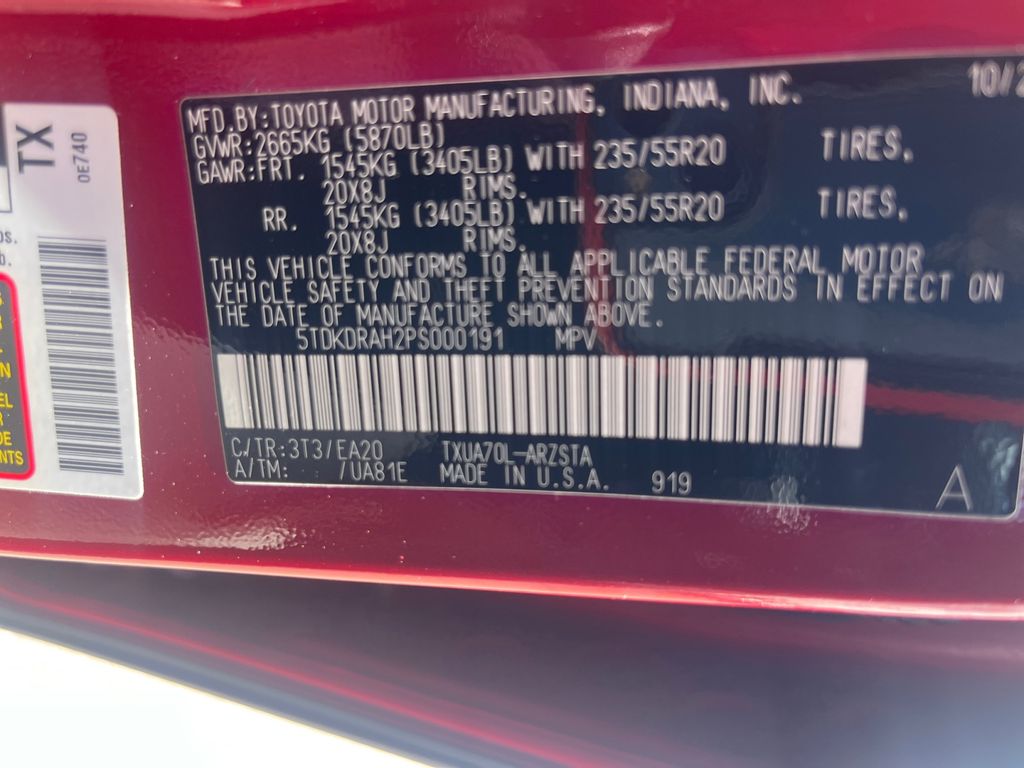 10/2
MFD.BY:TOYOTA MOTOR MANUFACTURING, INDIANA, INC.
GVWR:2665KG (5870LB)
GAWR:FRT. 1545KG (3405LB) WITH 235/55R20 TIRES,
20X8J RIMS.
RR. 1545KG (3405LB) WITH 235/55R20 TIRES,
20X8J RIMS.
THIS VEHICLE CONFORMS TO ALL APPLICABLE FEDERAL MOTOR
VEHICLE SAFETY AND THEFT PREVENTION STANDARDS IN EFFECT ON
THE DATE OF MANUFACTURE SHOWN ABOVE.
5TDKDRAH2PS000191 MPV
C/TR:3T3/EA20 TXUA70L-ARZSTA
A/TM: /UA81E MADE IN U.S.A. 919
A
TX
0E740